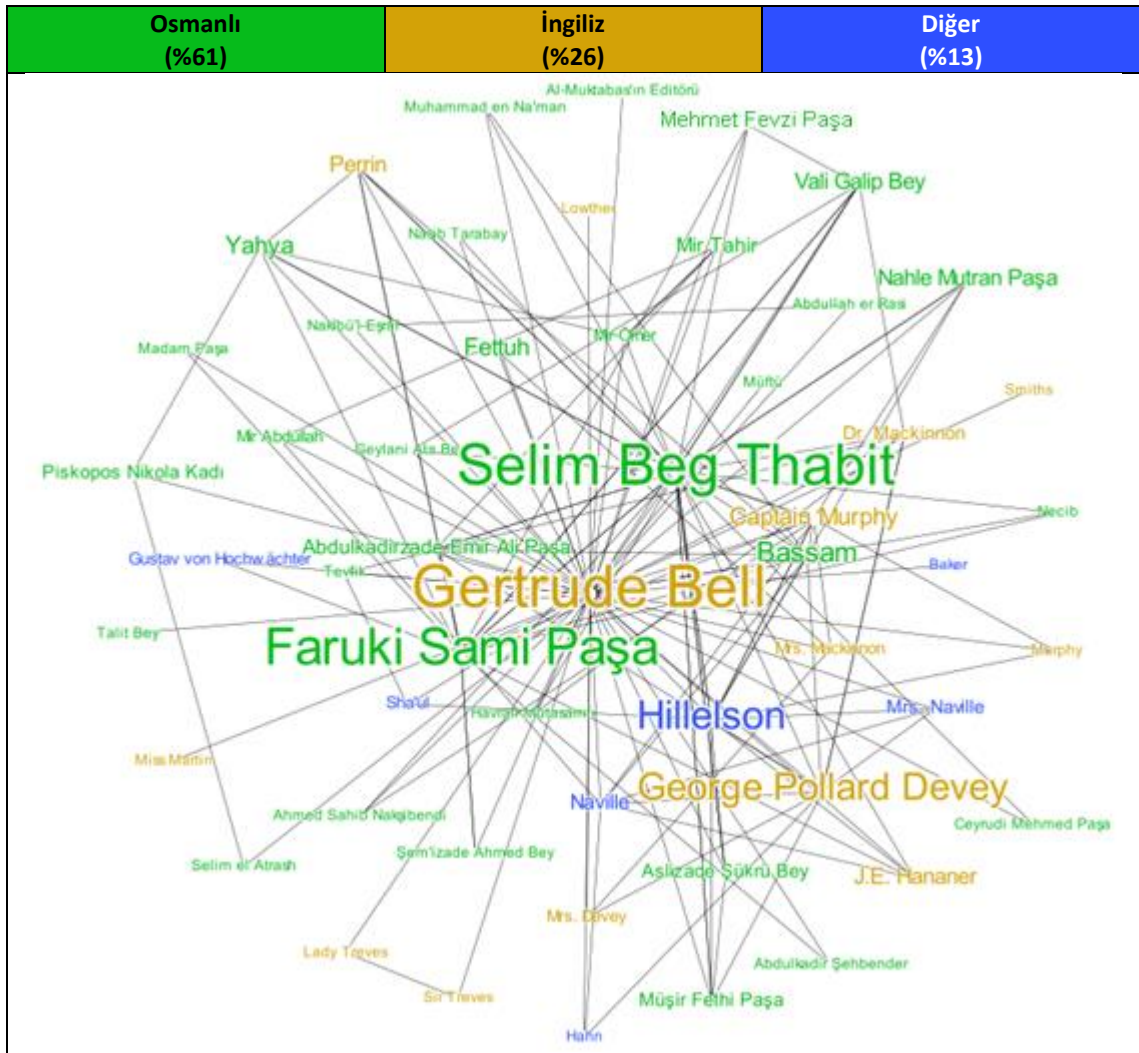 Osmanlı
(%61)
İngiliz
(%26)
Diğer
(%13)
Al-Muktabas'ın Editörü
Muhammad en Na'man
Mehmet Fevzi Paşa
Perrin
Vali Galip Bey
Lowther
Nasib Tarabay
Yahya
Mir Tahir
Nahle Mutran Paşa
Abdullah er Rasi
Nakibü'l-Eşraf
Mir Ömer
Madam Paşa
Fettuh
Müftü
Smiths
Mir Abdullah
Dr. Mackinnon
Geylani Ata Be
Selim Beg Thabit
Piskopos Nikola Kadı
Captain Murphy
Necib
Abdulkadirzade Emir Ali Paşa
Bassam
Gustav von Hochwächter
Baker
Tevfik
Gertrude Bell
Talit Bey
Faruki Sami Paşa
Mrs. Mackinnon
Murphy
Sha'ul
Hillelson
Mrs. Naville
Miss Martin
George Pollard Devey
Naville
Ahmed Sahib Nakşibendi
Ceyrudi Mehmed Paşa
Şem'izade Ahmed Bey
Selim el Atrash
Aslizade Şükrü Bey
J.E. Hananer
Mrs. Devey
Lady Treves
Abdulkadir Şehbender
Sir Treves
Müşir Fethi Paşa
Hahn